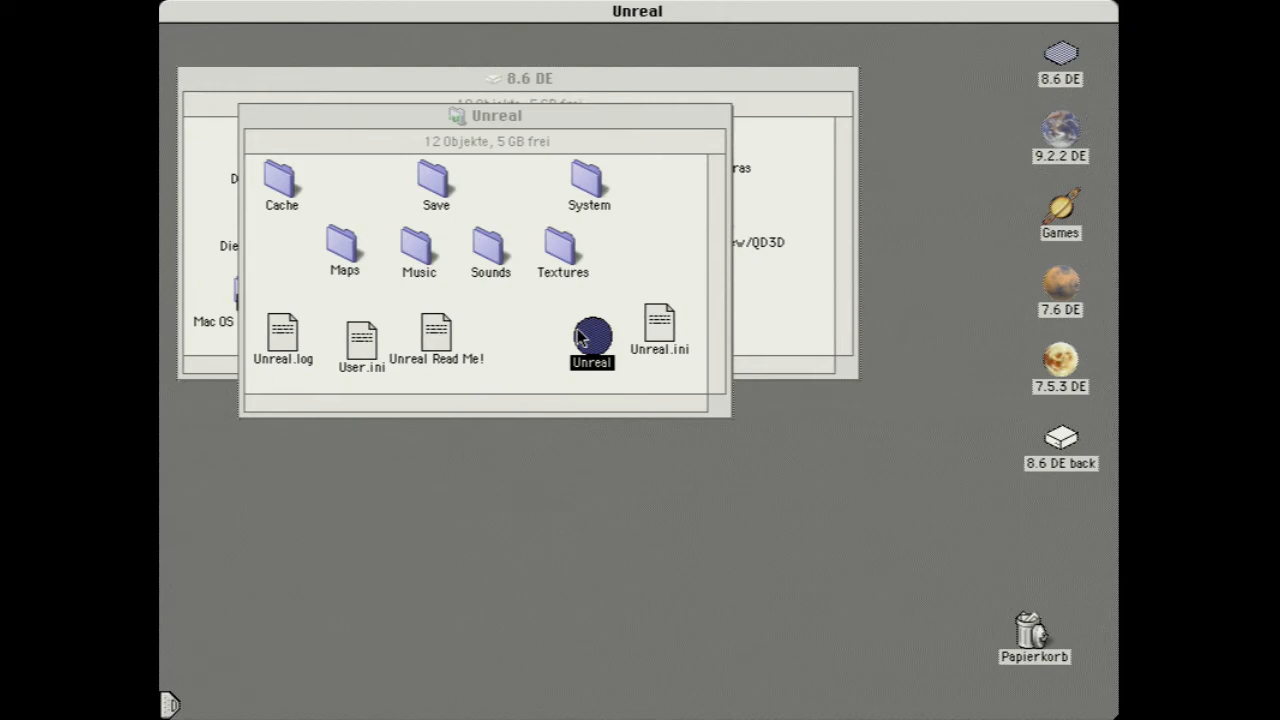 Unreal
8.6 DE
Unreal
12 Objekte, 5 GB frei
Cache
Save
System
Maps
Music
Sounds
Textures
Unreal.log
User.ini
Unreal Read Me!
Unreal
Unreal.ini
D
Die
Mac OS
ras
w/QD3D
8.6 DE
9.2.2 DE
Games
7.6 DE
7.5.3 DE
8.6 DE back
Papierkorb